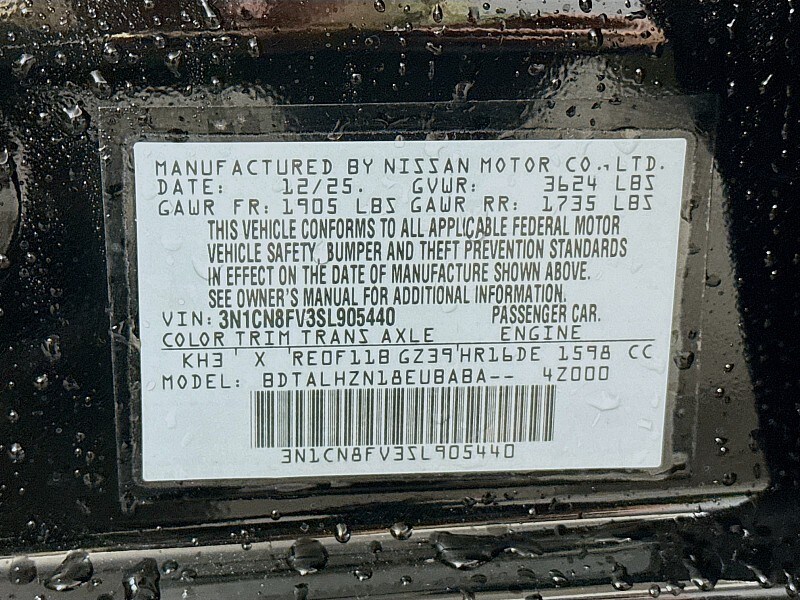 MANUFACTURED BY NISSAN MOTOR CO., LTD.
DATE: 12/25. GVWR: 3624 LBS
GAWR FR: 1905 LBS GAWR RR: 1735 LBS
THIS VEHICLE CONFORMS TO ALL APPLICABLE FEDERAL MOTOR
VEHICLE SAFETY, BUMPER AND THEFT PREVENTION STANDARDS
IN EFFECT ON THE DATE OF MANUFACTURE SHOWN ABOVE.
SEE OWNER'S MANUAL FOR ADDITIONAL INFORMATION.
VIN: 3N1CN8FV3SL905440 PASSENGER CAR.
COLOR TRIM TRANS AXLE ENGINE
KH3 X RE0F11B GZ39 HR16DE 1598 CC
MODEL: BDTALHZN18EUBABA-- 4Z000
3N1CN8FV3SL905440